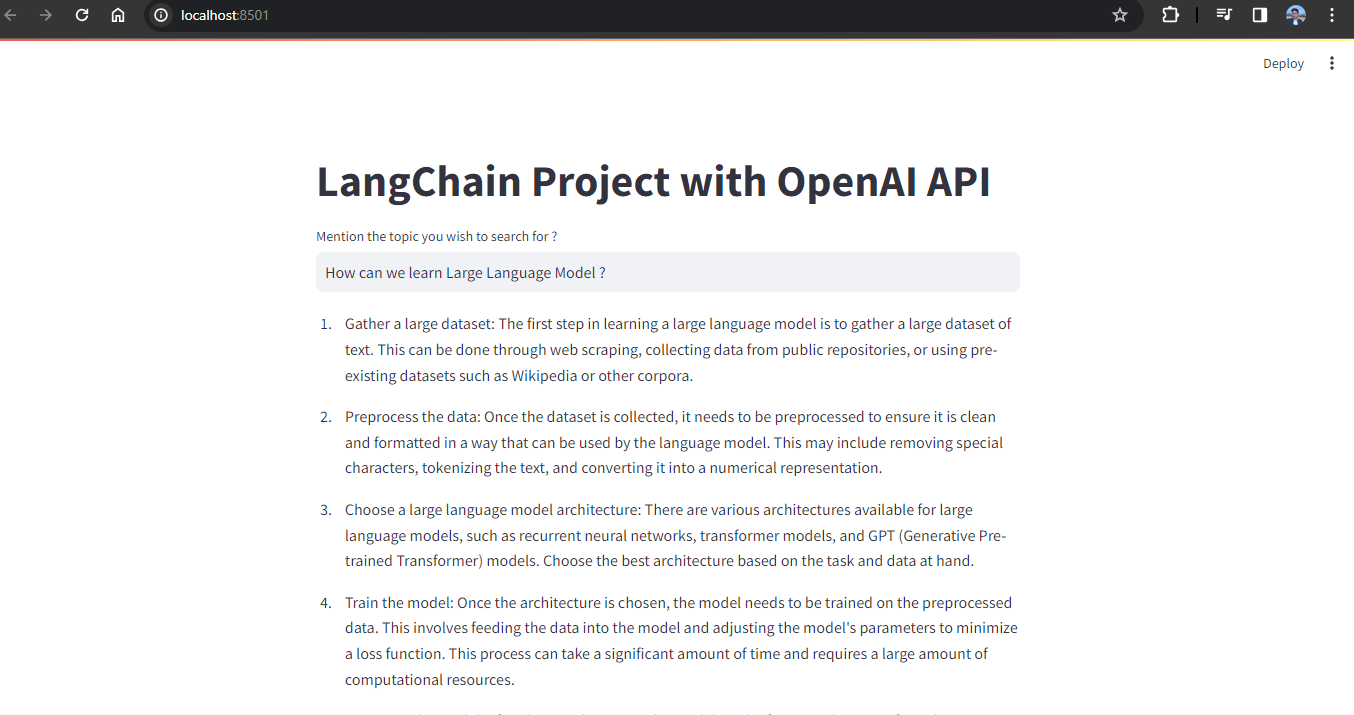 localhost:8501
Deploy
LangChain Project with OpenAI API
Mention the topic you wish to search for ?
How can we learn Large Language Model ?
1. Gather a large dataset: The first step in learning a large language model is to gather a large dataset of
text. This can be done through web scraping, collecting data from public repositories, or using pre-
existing datasets such as Wikipedia or other corpora.
2. Preprocess the data: Once the dataset is collected, it needs to be preprocessed to ensure it is clean
and formatted in a way that can be used by the language model. This may include removing special
characters, tokenizing the text, and converting it into a numerical representation.
3. Choose a large language model architecture: There are various architectures available for large
language models, such as recurrent neural networks, transformer models, and GPT (Generative Pre-
trained Transformer) models. Choose the best architecture based on the task and data at hand.
4. Train the model: Once the architecture is chosen, the model needs to be trained on the preprocessed
data. This involves feeding the data into the model and adjusting the model's parameters to minimize
a loss function. This process can take a significant amount of time and requires a large amount of
computational resources.